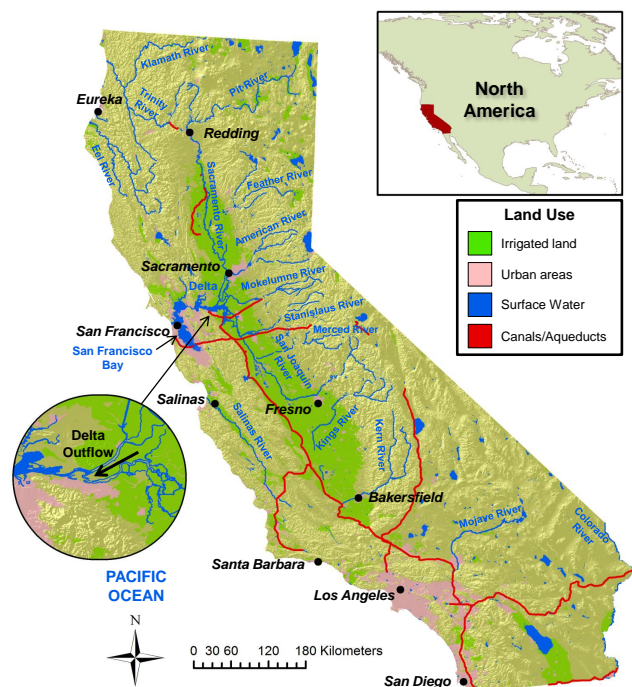 North
America
Land Use
Irrigated land
Urban areas
Surface Water
Canals/Aqueducts
Klamath River
Pit River
Trinity
River
Eureka
Redding
Eel River
Sacramento River
Feather River
American River
Sacramento
Mokelumne River
Delta
Stanislaus River
Merced River
San Francisco
San Francisco
Bay
San Joaquin
River
Salinas
Salinas River
Fresno
Kings River
Kern River
Delta
Outflow
Bakersfield
Mojave River
Colorado
River
Santa Barbara
Los Angeles
PACIFIC
OCEAN
N
0 30 60 120 180 Kilometers
San Diego